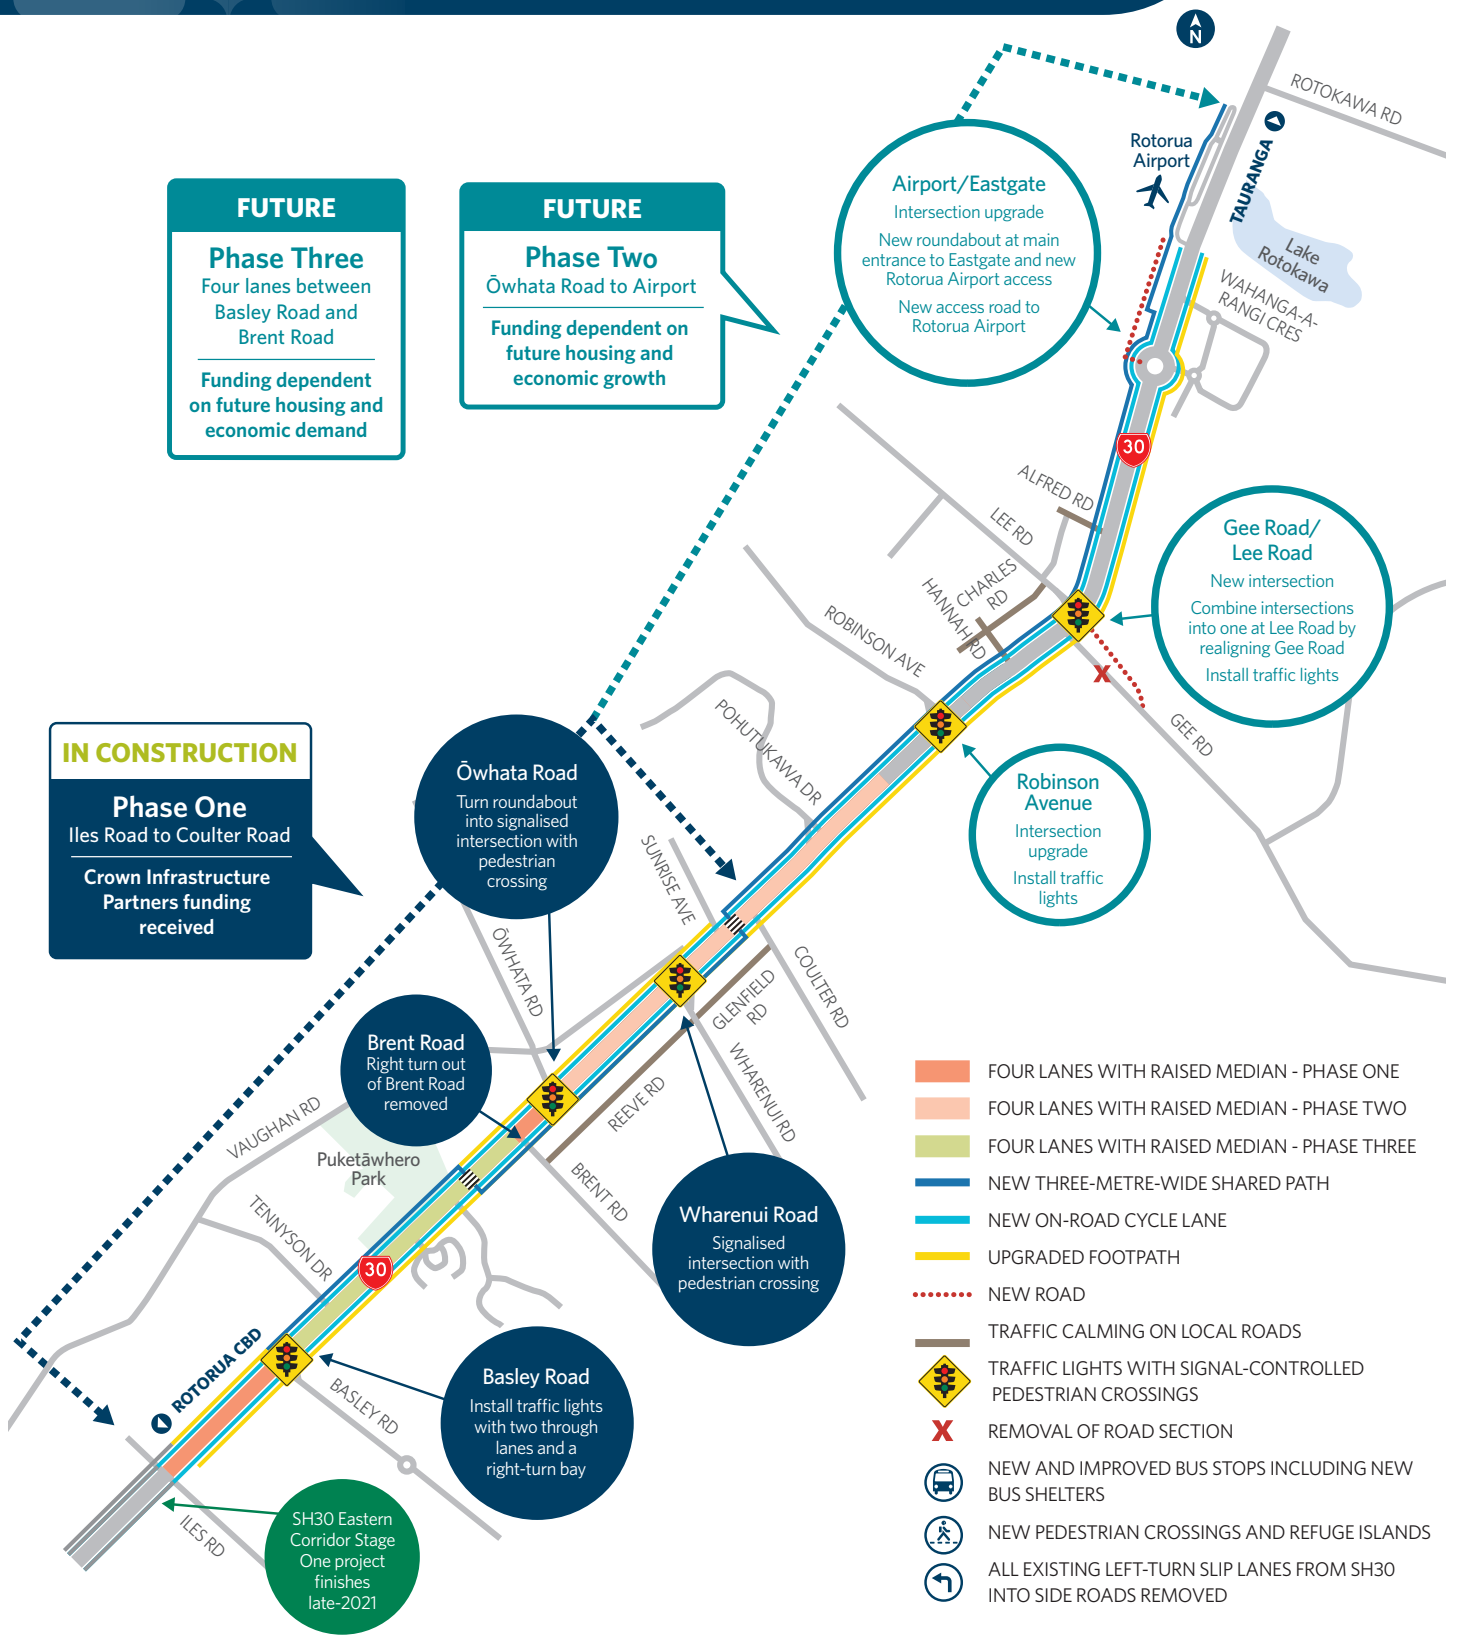 N
ROTOKAWA RD
Rotorua
Airport
TAURANGA
Lake
Rotokawa
WAHANGA-A-
RANGI CRES
Airport/Eastgate
Intersection upgrade
New roundabout at main
entrance to Eastgate and new
Rotorua Airport access
New access road to
Rotorua Airport
FUTURE
Phase Three
Four lanes between
Basley Road and
Brent Road
Funding dependent
on future housing and
economic demand
FUTURE
Phase Two
Ōwhata Road to Airport
Funding dependent on
future housing and
economic growth
30
ALFRED RD
LEE RD
CHARLES
RD
HANNAH RD
ROBINSON AVE
Gee Road/
Lee Road
New intersection
Combine intersections
into one at Lee Road by
realigning Gee Road
Install traffic lights
X
GEE RD
POHUTUKAWA DR
Robinson
Avenue
Intersection
upgrade
Install traffic
lights
IN CONSTRUCTION
Phase One
Iles Road to Coulter Road
Crown Infrastructure
Partners funding
received
Ōwhata Road
Turn roundabout
into signalised
intersection with
pedestrian
crossing
SUNRISE AVE
ŌWHATA RD
COULTER RD
GLENFIELD
RD
WHARENUI RD
REEVE RD
Brent Road
Right turn out
of Brent Road
removed
VAUGHAN RD
Puketāwhero
Park
BRENT RD
TENNYSON DR
30
Wharenui Road
Signalised
intersection with
pedestrian crossing
ROTORUA CBD
BASLEY RD
Basley Road
Install traffic lights
with two through
lanes and a
right-turn bay
ILES RD
SH30 Eastern
Corridor Stage
One project
finishes
late-2021
FOUR LANES WITH RAISED MEDIAN - PHASE ONE
FOUR LANES WITH RAISED MEDIAN - PHASE TWO
FOUR LANES WITH RAISED MEDIAN - PHASE THREE
NEW THREE-METRE-WIDE SHARED PATH
NEW ON-ROAD CYCLE LANE
UPGRADED FOOTPATH
NEW ROAD
TRAFFIC CALMING ON LOCAL ROADS
TRAFFIC LIGHTS WITH SIGNAL-CONTROLLED
PEDESTRIAN CROSSINGS
X REMOVAL OF ROAD SECTION
NEW AND IMPROVED BUS STOPS INCLUDING NEW
BUS SHELTERS
NEW PEDESTRIAN CROSSINGS AND REFUGE ISLANDS
ALL EXISTING LEFT-TURN SLIP LANES FROM SH30
INTO SIDE ROADS REMOVED